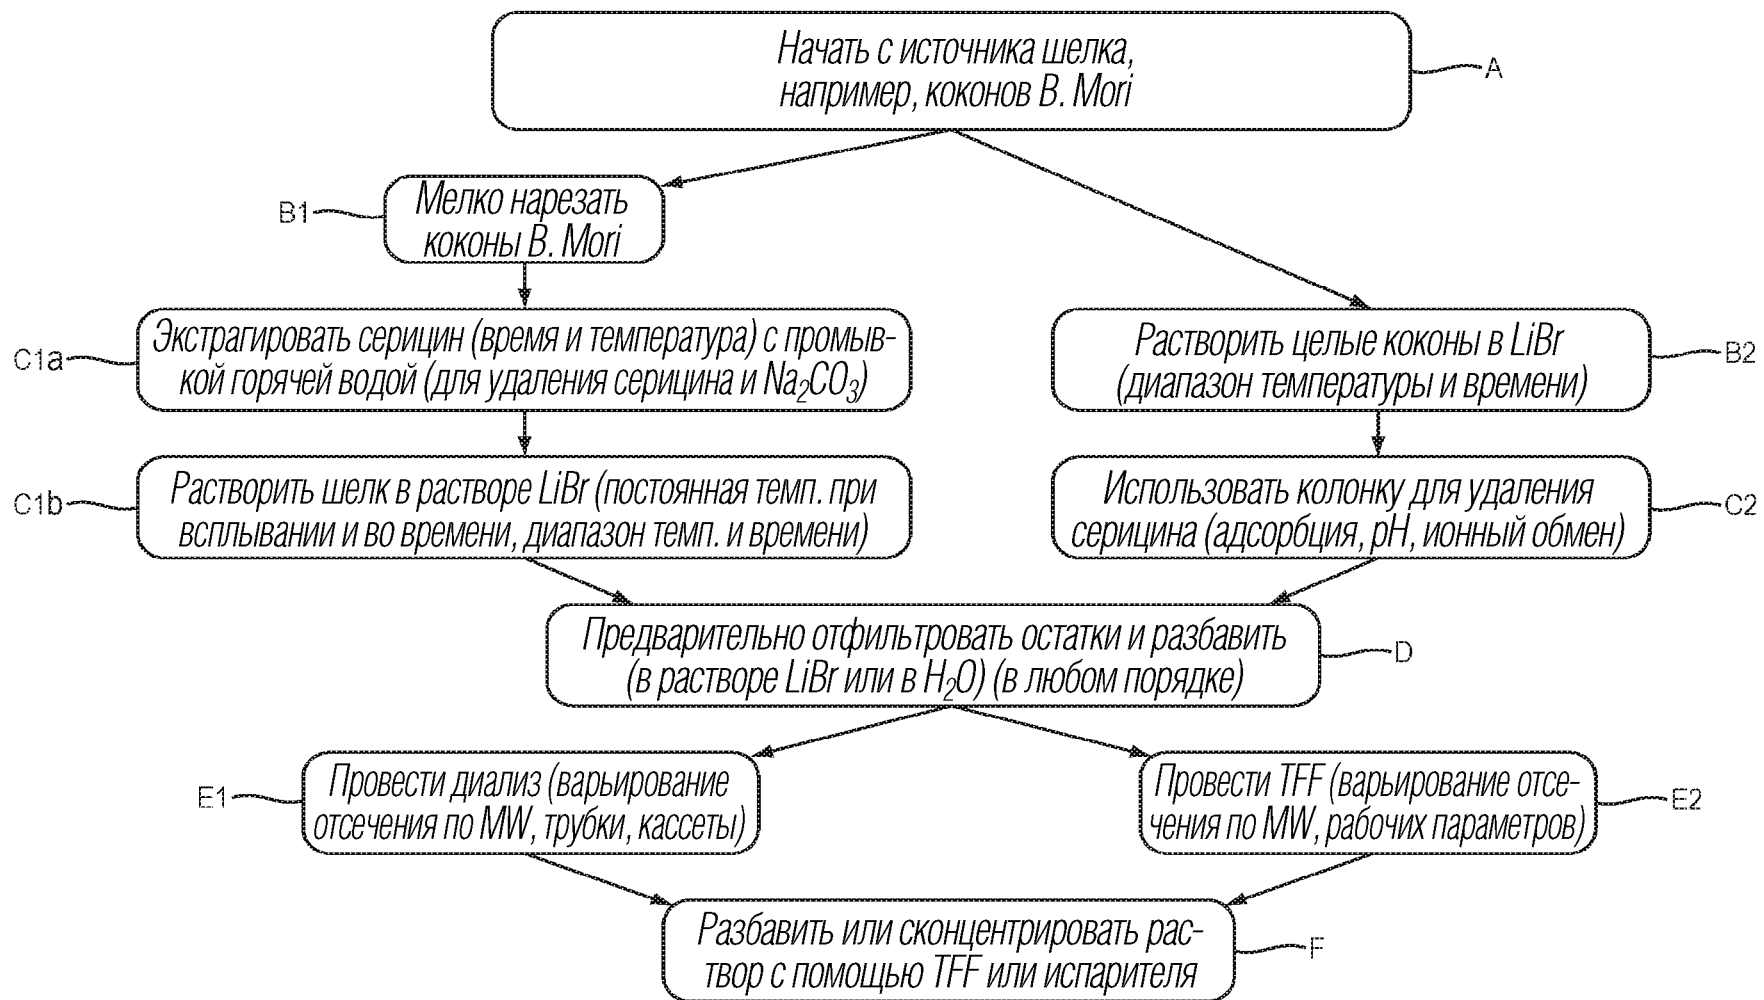 Начать с источника шелка,
например, коконов B. Mori
A
B1
Мелко нарезать
коконы B. Mori
C1a
Экстрагировать серицин (время и температура) с промыв-
кой горячей водой (для удаления серицина и Na₂CO₃)
Растворить целые коконы в LiBr
(диапазон температуры и времени)
B2
C1b
Растворить шелк в растворе LiBr (постоянная темп. при
всплывании и во времени, диапазон темп. и времени)
Использовать колонку для удаления
серицина (адсорбция, pH, ионный обмен)
C2
Предварительно отфильтровать остатки и разбавить
(в растворе LiBr или в H₂O) (в любом порядке)
D
E1
Провести диализ (варьирование
отсечения по MW, трубки, кассеты)
Провести TFF (варьирование отсе-
чения по MW, рабочих параметров)
E2
Разбавить или сконцентрировать рас-
твор с помощью TFF или испарителя
F